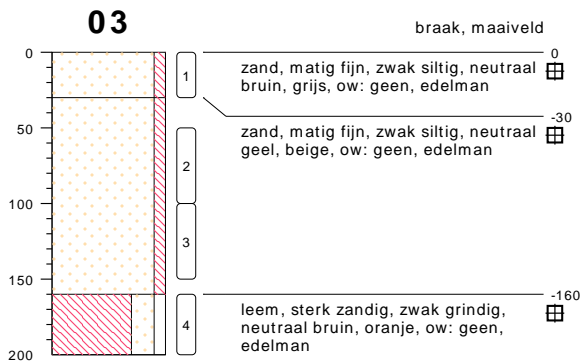 03
braak, maaiveld
0
0
1
zand, matig fijn, zwak siltig, neutraal
bruin, grijs, ow: geen, edelman
-30
50
zand, matig fijn, zwak siltig, neutraal
geel, beige, ow: geen, edelman
2
100
3
150
-160
leem, sterk zandig, zwak grindig,
neutraal bruin, oranje, ow: geen,
edelman
4
200